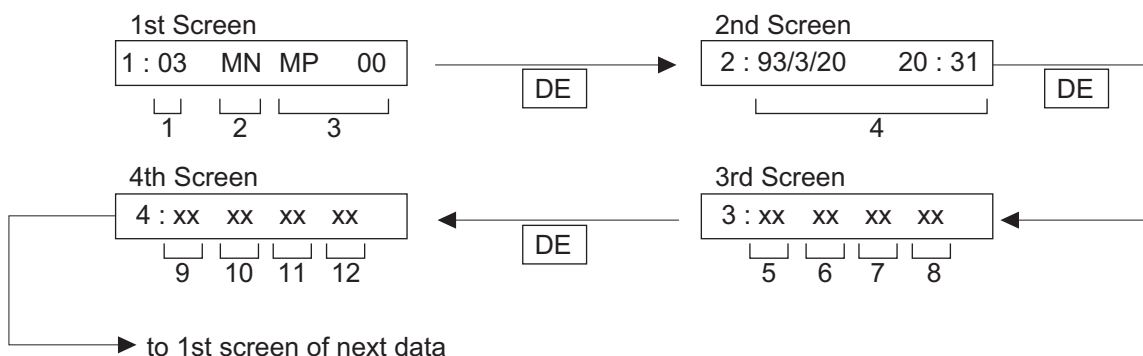 1st Screen
1 : 03 MN MP 00
1 2 3
DE
2nd Screen
2 : 93/3/20 20 : 31
4
DE
4th Screen
4 : xx xx xx xx
9 10 11 12
DE
3rd Screen
3 : xx xx xx xx
5 6 7 8
to 1st screen of next data